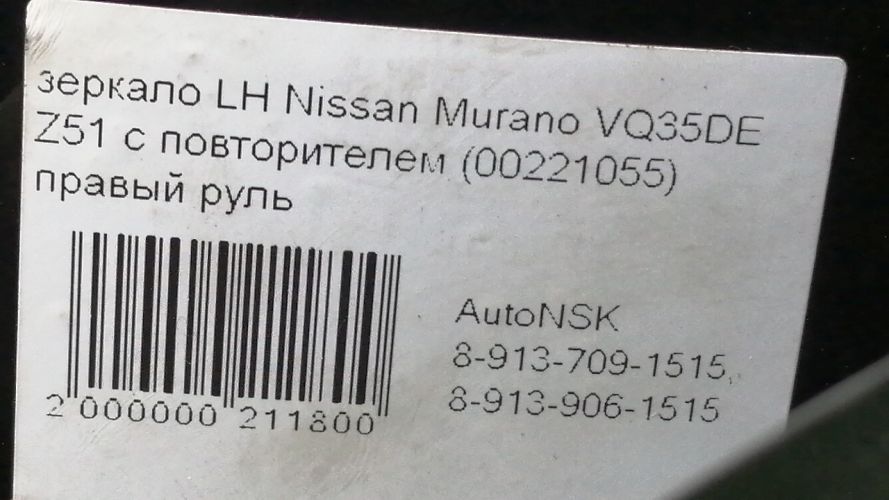 зеркало LH Nissan Murano VQ35DE
Z51 с повторителем (00221055)
правый руль
AutoNSK
8-913-709-1515,
8-913-906-1515
2 000000 211800